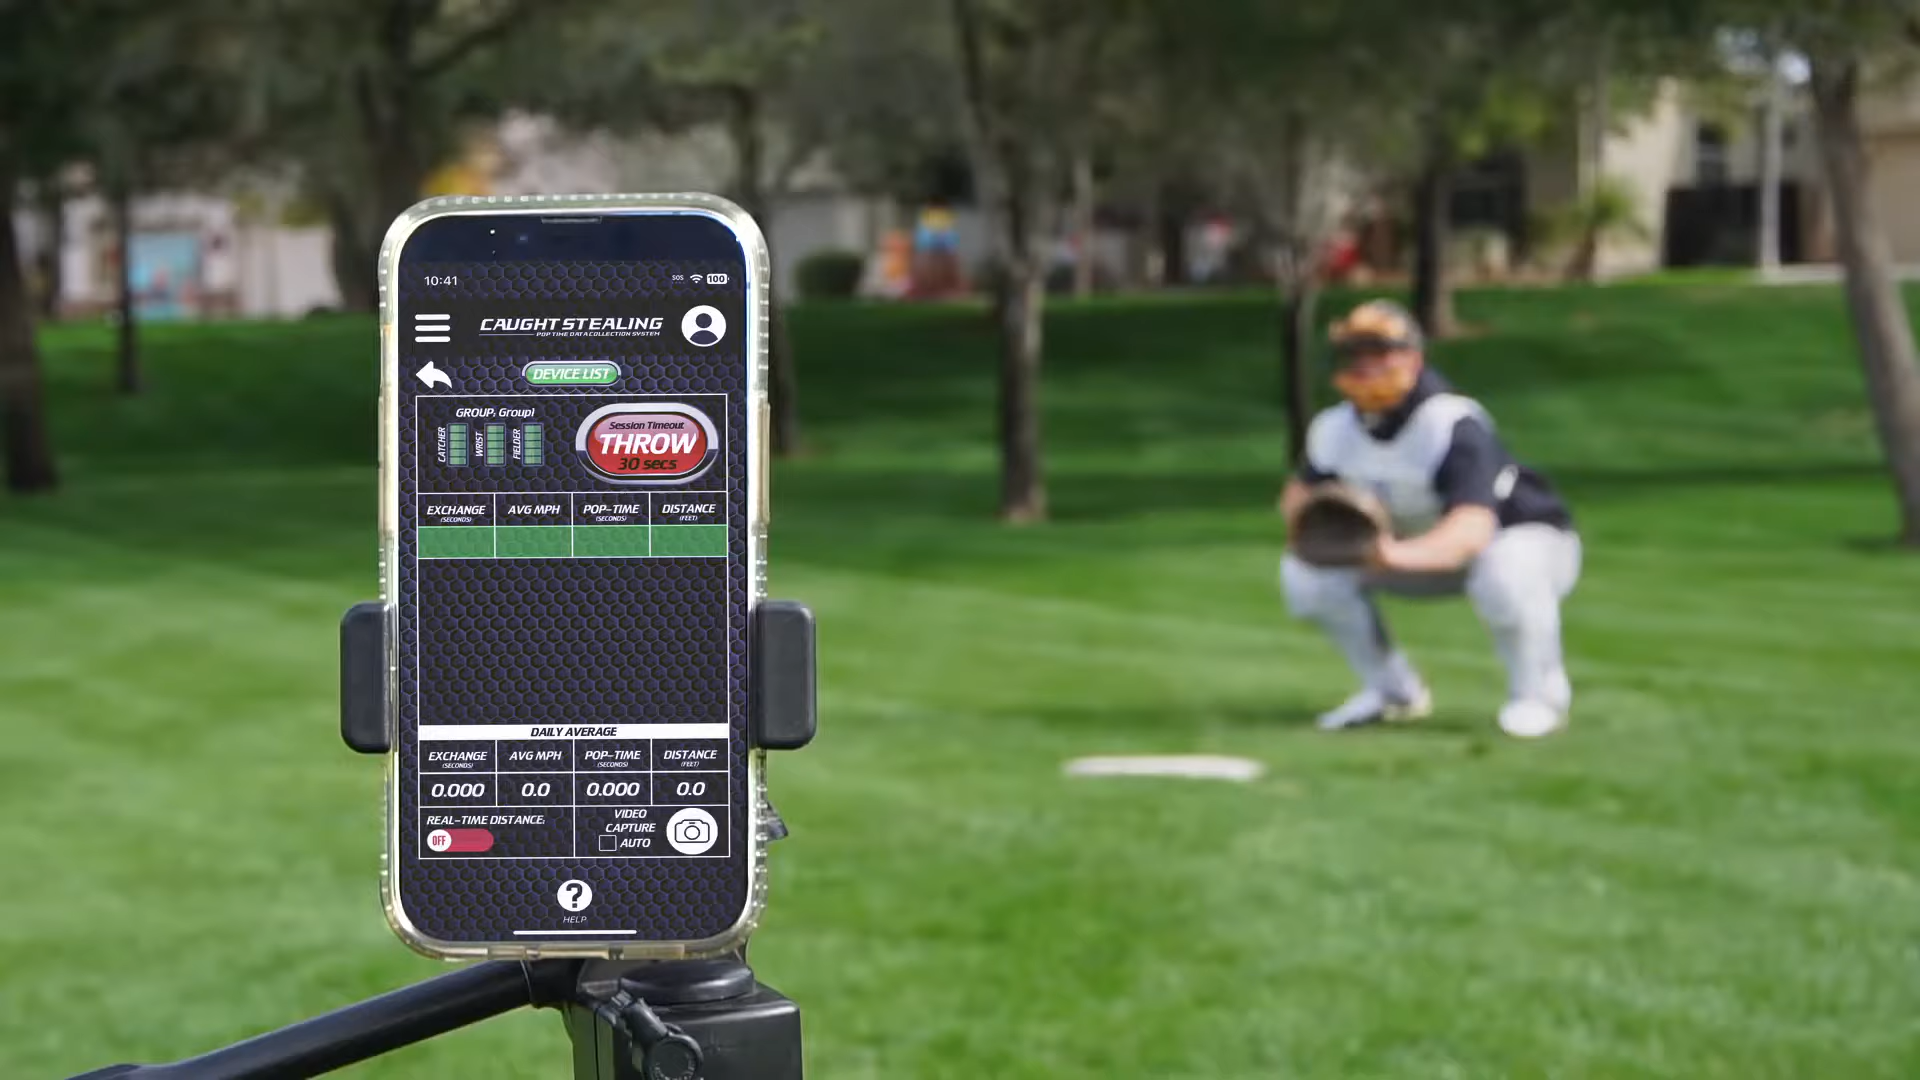 10:41
SOS 100
CAUGHT STEALING
POP TIME DATA COLLECTION SYSTEM
DEVICE LIST
GROUP: Group1
CATCHER WRIST FIELDER
Session Timeout
THROW
30 secs
EXCHANGE AVG MPH POP-TIME DISTANCE
(SECONDS) (SECONDS) (FEET)
DAILY AVERAGE
EXCHANGE AVG MPH POP-TIME DISTANCE
(SECONDS) (SECONDS) (FEET)
0.000 0.0 0.000 0.0
REAL-TIME DISTANCE:
OFF
VIDEO
CAPTURE
AUTO
?
HELP